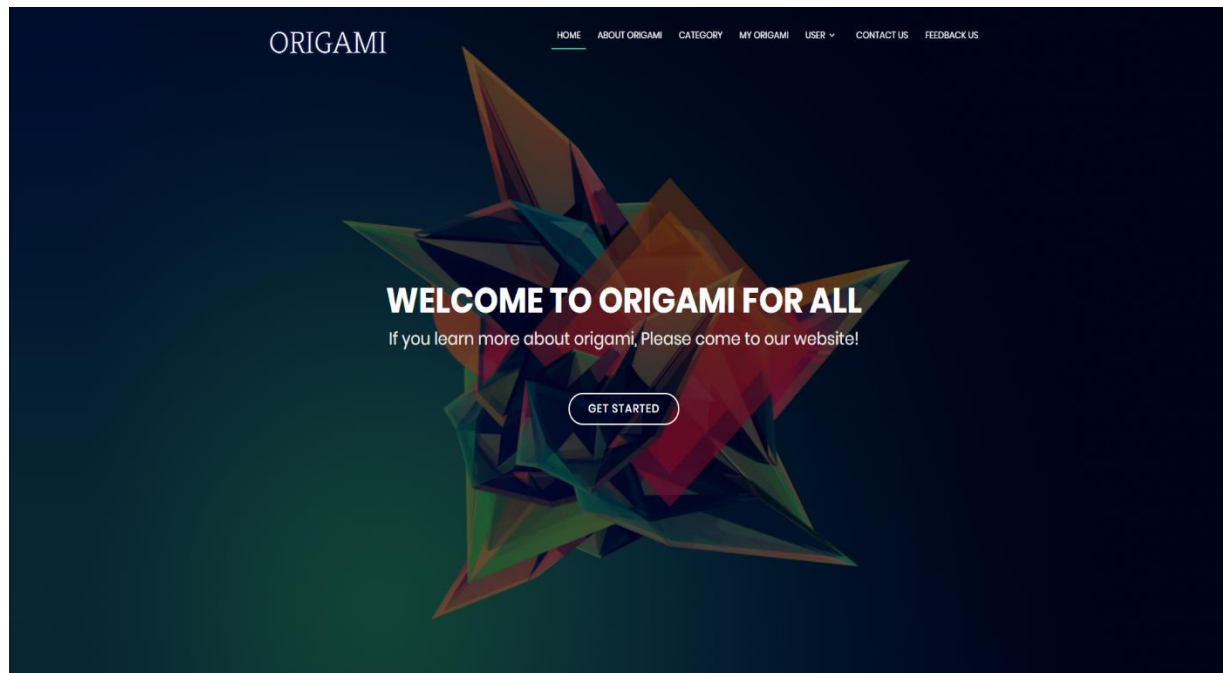 ORIGAMI
HOME ABOUT ORIGAMI CATEGORY MY ORIGAMI USER CONTACT US FEEDBACK US
WELCOME TO ORIGAMI FOR ALL
If you learn more about origami, Please come to our website!
GET STARTED